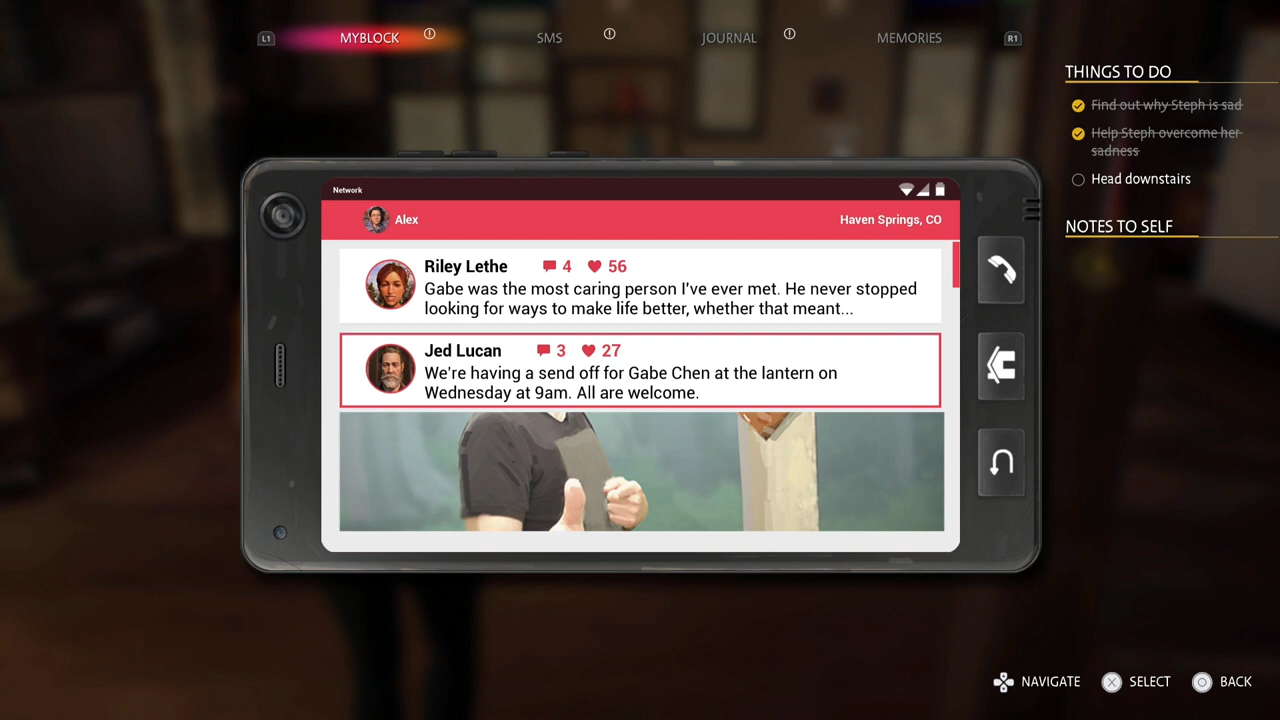 L1
MYBLOCK
SMS
JOURNAL
MEMORIES
R1
THINGS TO DO
Find out why Steph is sad
Help Steph overcome her
sadness
Head downstairs
NOTES TO SELF
Network
Alex
Haven Springs, CO
Riley Lethe 4 56
Gabe was the most caring person I've ever met. He never stopped
looking for ways to make life better, whether that meant...
Jed Lucan 3 27
We're having a send off for Gabe Chen at the lantern on
Wednesday at 9am. All are welcome.
NAVIGATE
SELECT
BACK